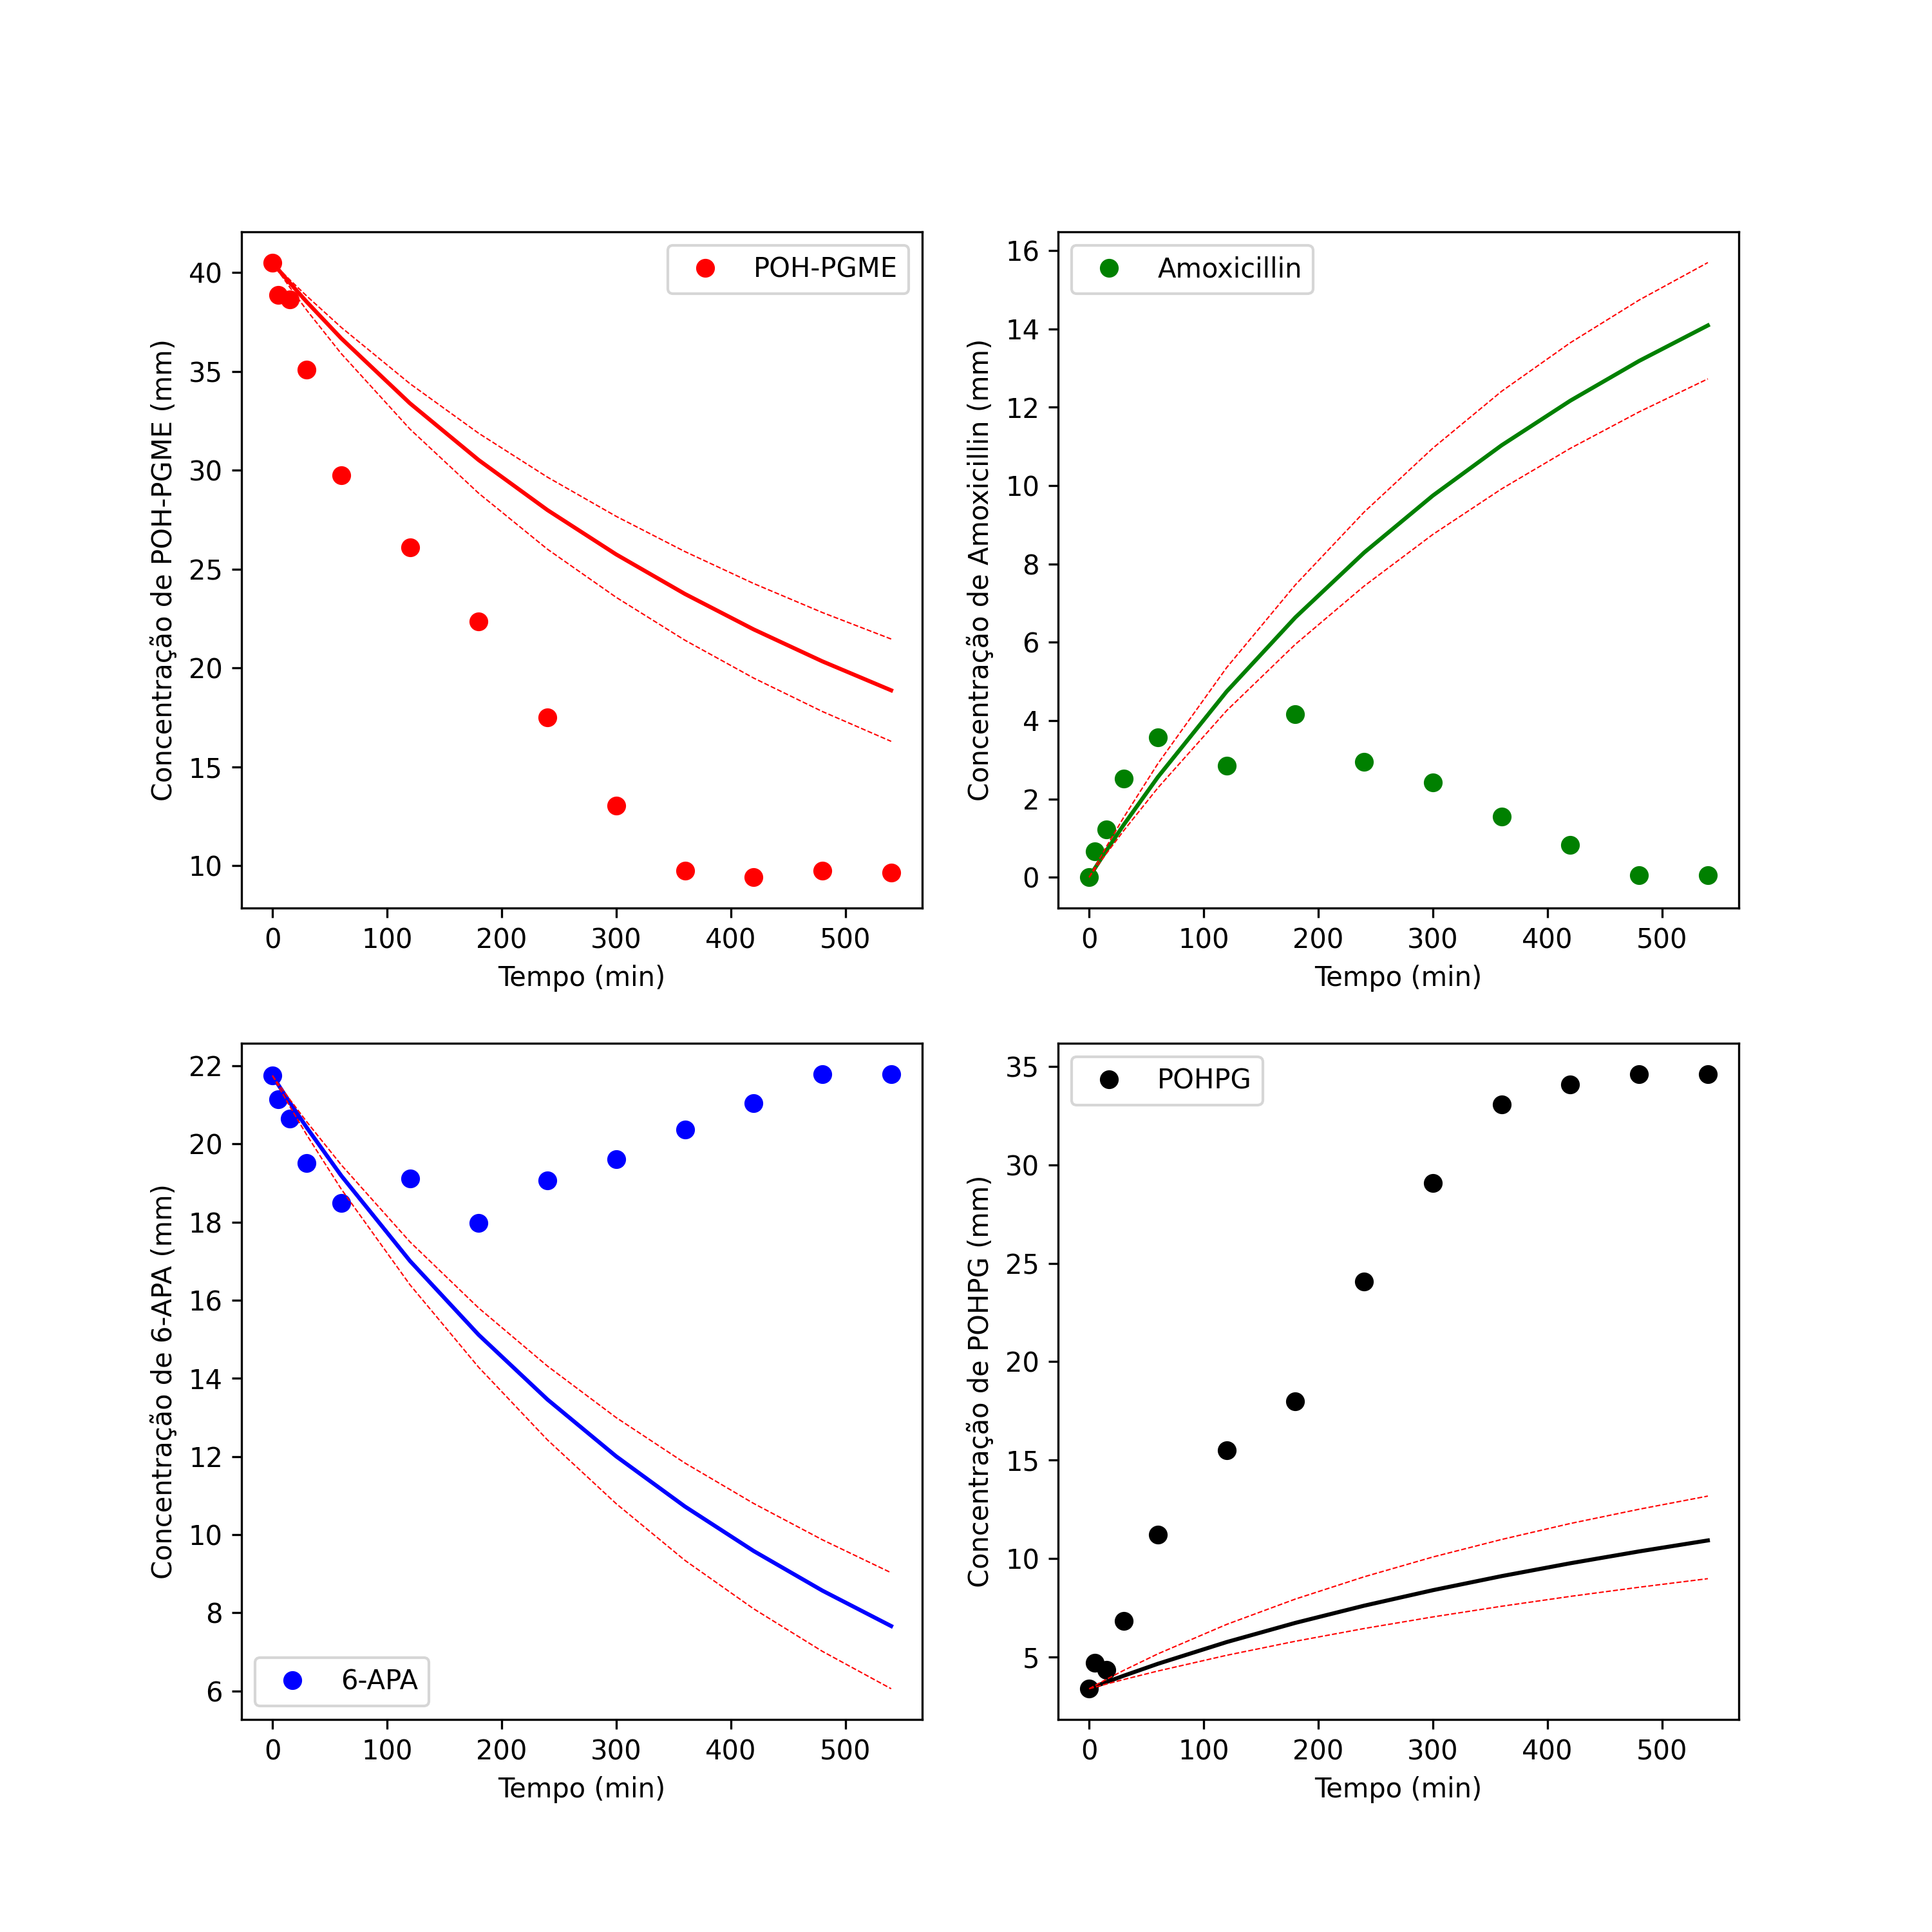 POH-PGME
Concentração de POH-PGME (mm)
40
35
30
25
20
15
10
0 100 200 300 400 500
Tempo (min)
Amoxicillin
Concentração de Amoxicillin (mm)
16
14
12
10
8
6
4
2
0
0 100 200 300 400 500
Tempo (min)
6-APA
Concentração de 6-APA (mm)
22
20
18
16
14
12
10
8
6
0 100 200 300 400 500
Tempo (min)
POHPG
Concentração de POHPG (mm)
35
30
25
20
15
10
5
0 100 200 300 400 500
Tempo (min)